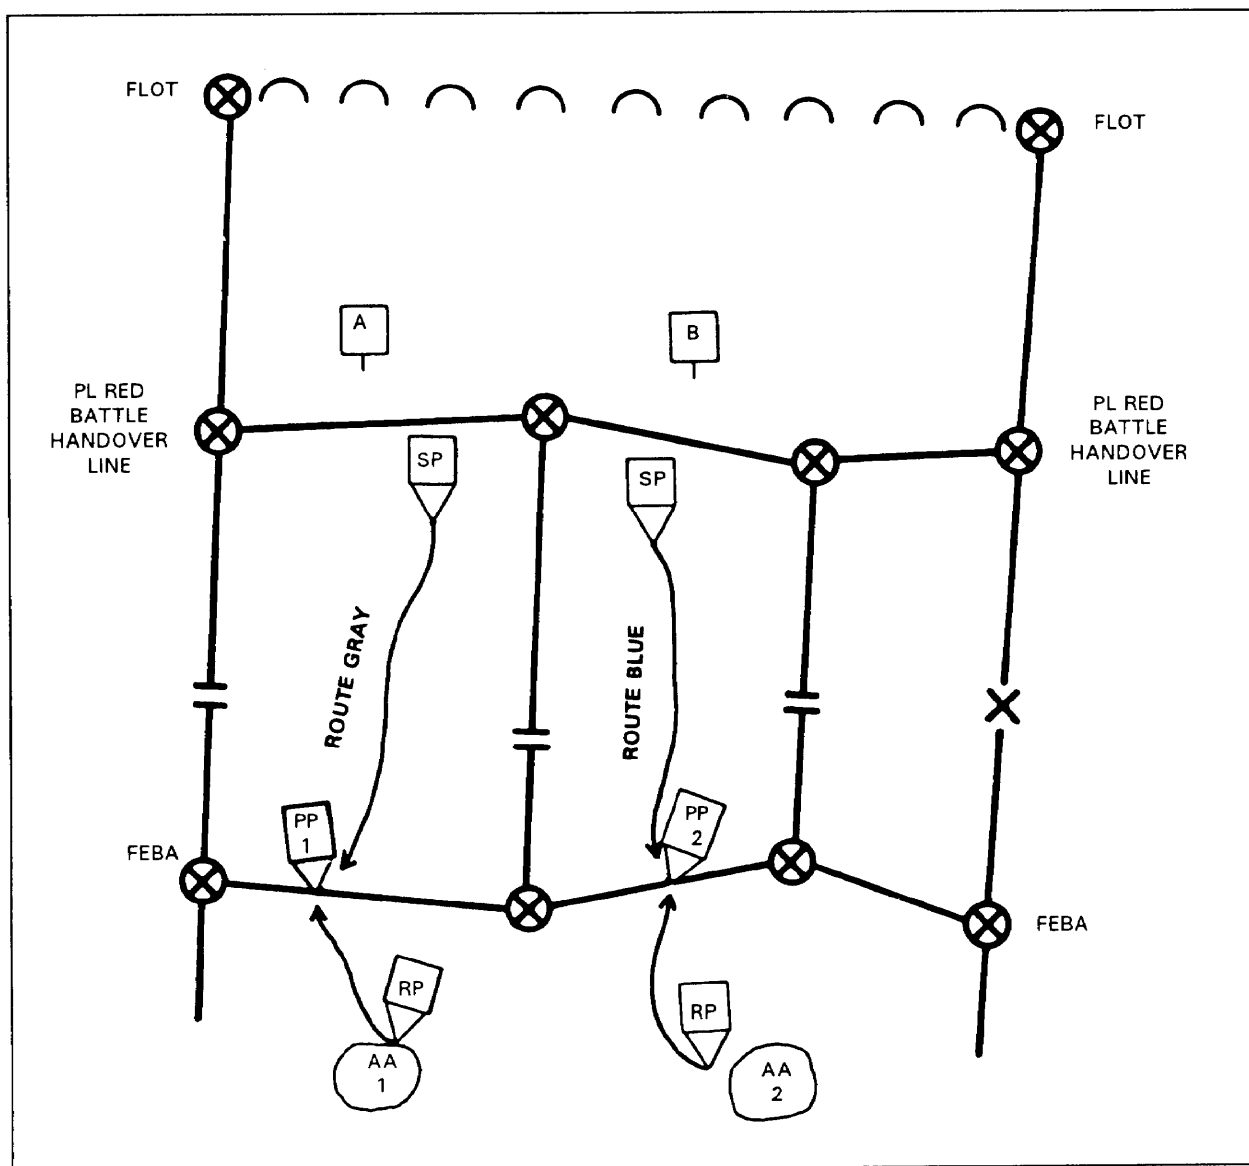 FLOT
FLOT
A
B
PL RED
BATTLE
HANDOVER
LINE
PL RED
BATTLE
HANDOVER
LINE
SP
SP
ROUTE GRAY
ROUTE BLUE
PP
1
PP
2
FEBA
FEBA
RP
RP
AA
1
AA
2